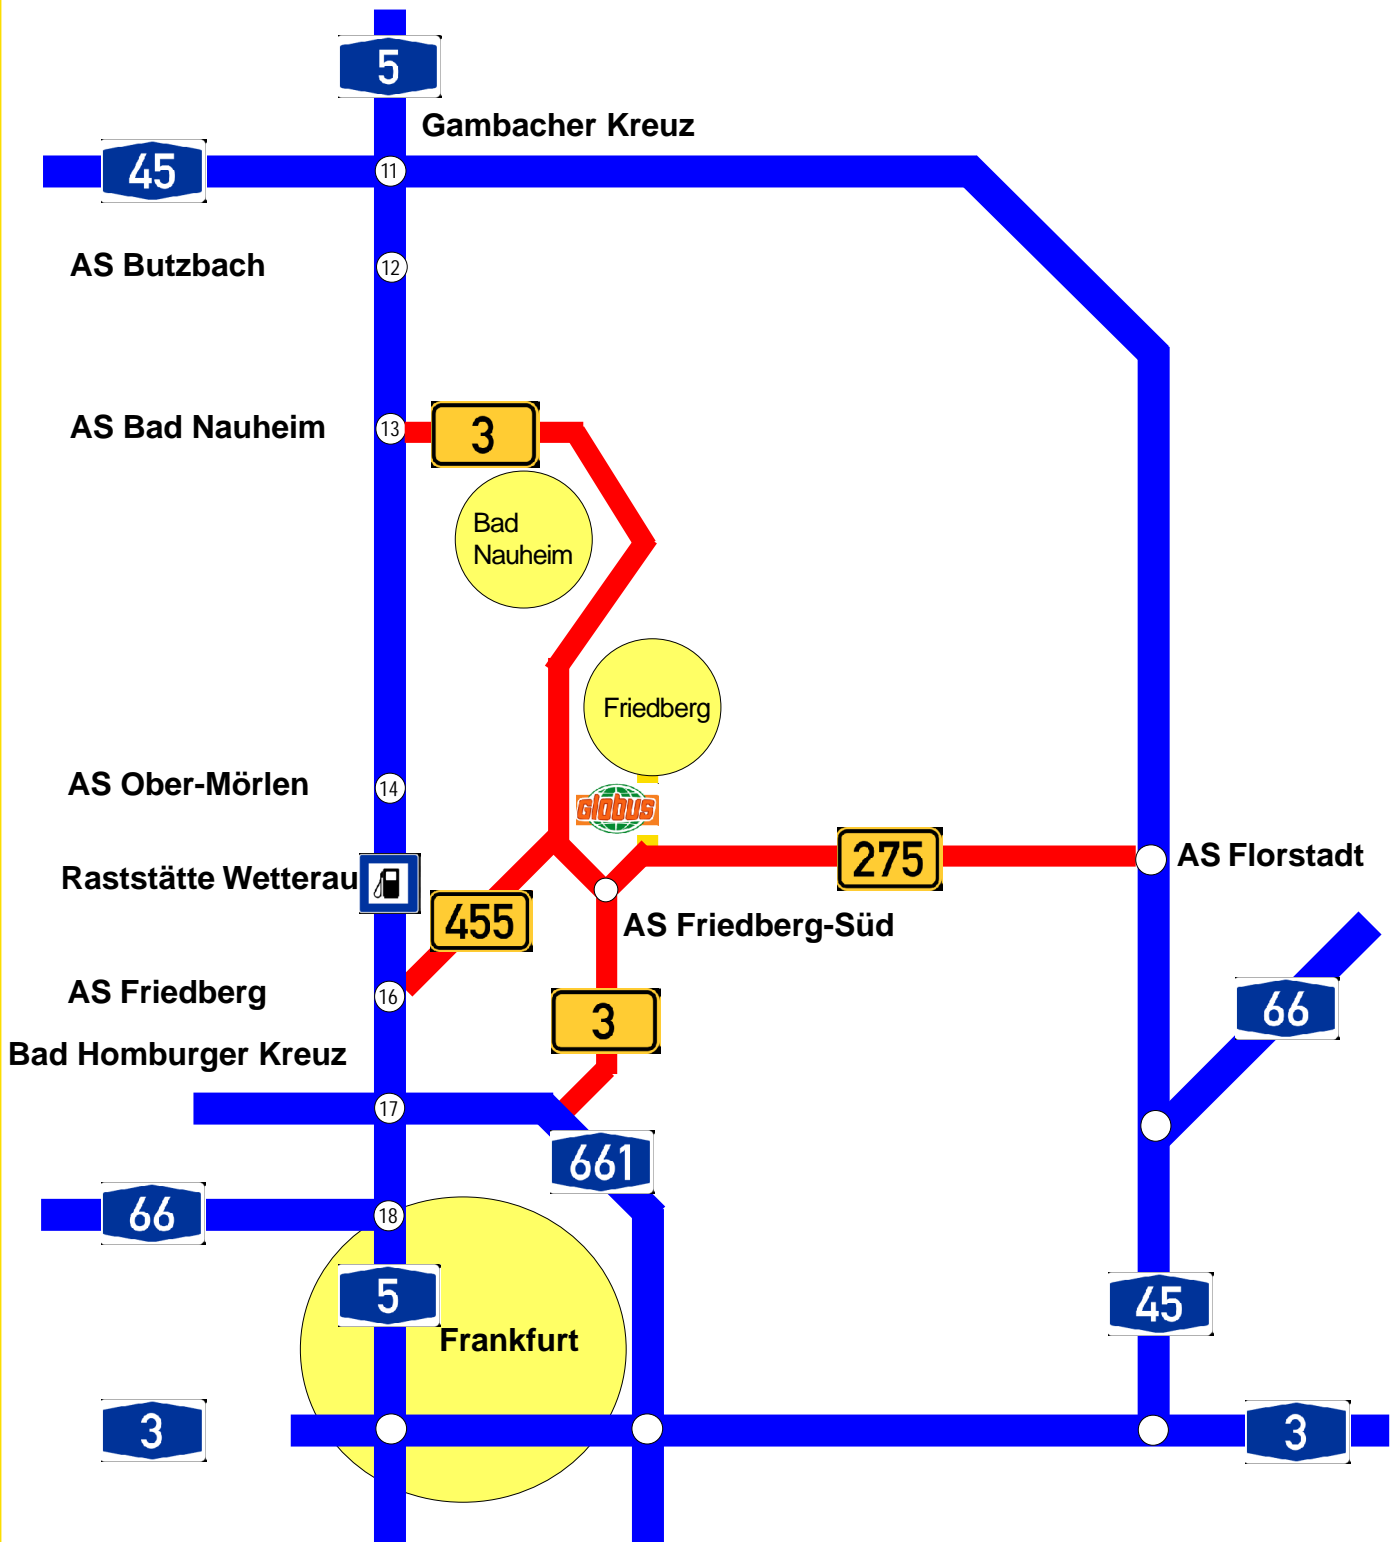 5
Gambacher Kreuz
45
11
AS Butzbach
12
AS Bad Nauheim
13
3
Bad
Nauheim
Friedberg
AS Ober-Mörlen
14
Globus
AS Florstadt
275
Raststätte Wetterau
455
AS Friedberg-Süd
AS Friedberg
16
3
66
Bad Homburger Kreuz
17
661
66
18
5
45
Frankfurt
3
3